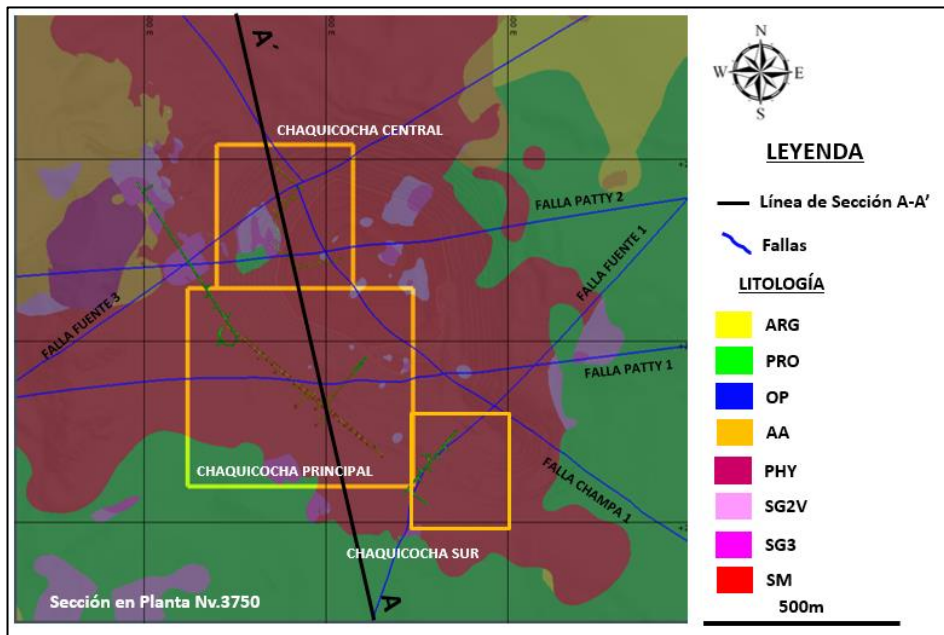 A´
N
W E
S
CHAQUICOCHA CENTRAL
FALLA PATTY 2
FALLA FUENTE 1
FALLA FUENTE 3
FALLA PATTY 1
CHAQUICOCHA PRINCIPAL
FALLA CHAMPA 1
CHAQUICOCHA SUR
A
Sección en Planta Nv.3750
LEYENDA
Línea de Sección A-A’
Fallas
LITOLOGÍA
ARG
PRO
OP
AA
PHY
SG2V
SG3
SM
500m